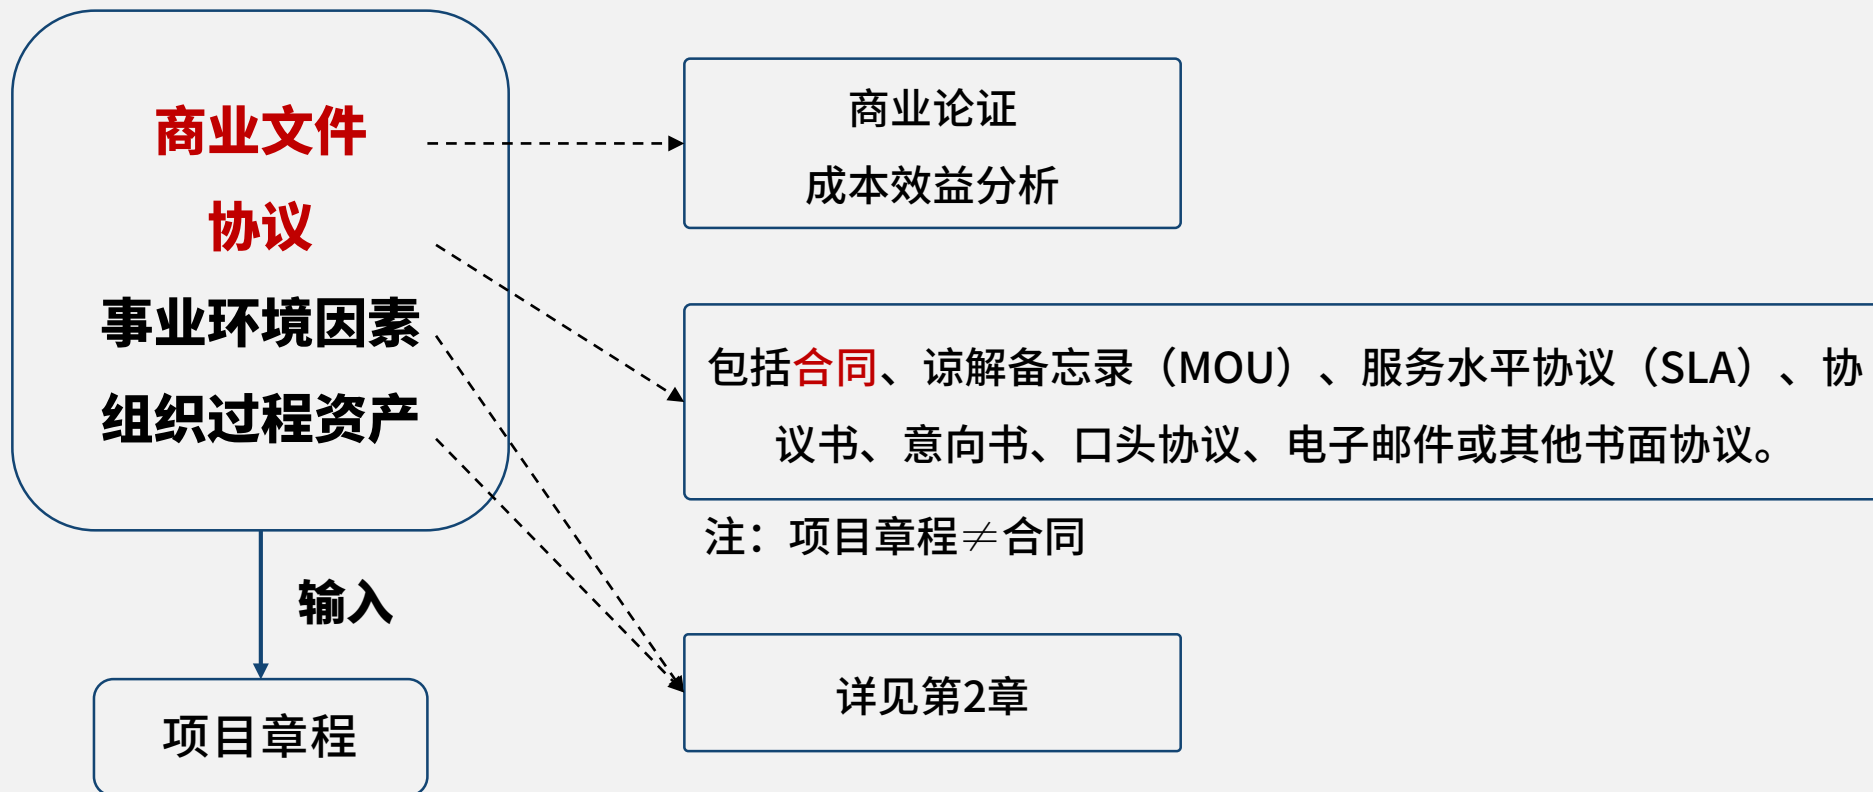 商业文件
协议
事业环境因素
组织过程资产
输入
项目章程
商业论证
成本效益分析
包括合同、谅解备忘录（MOU）、服务水平协议（SLA）、协
议书、意向书、口头协议、电子邮件或其他书面协议。
注：项目章程≠合同
详见第2章